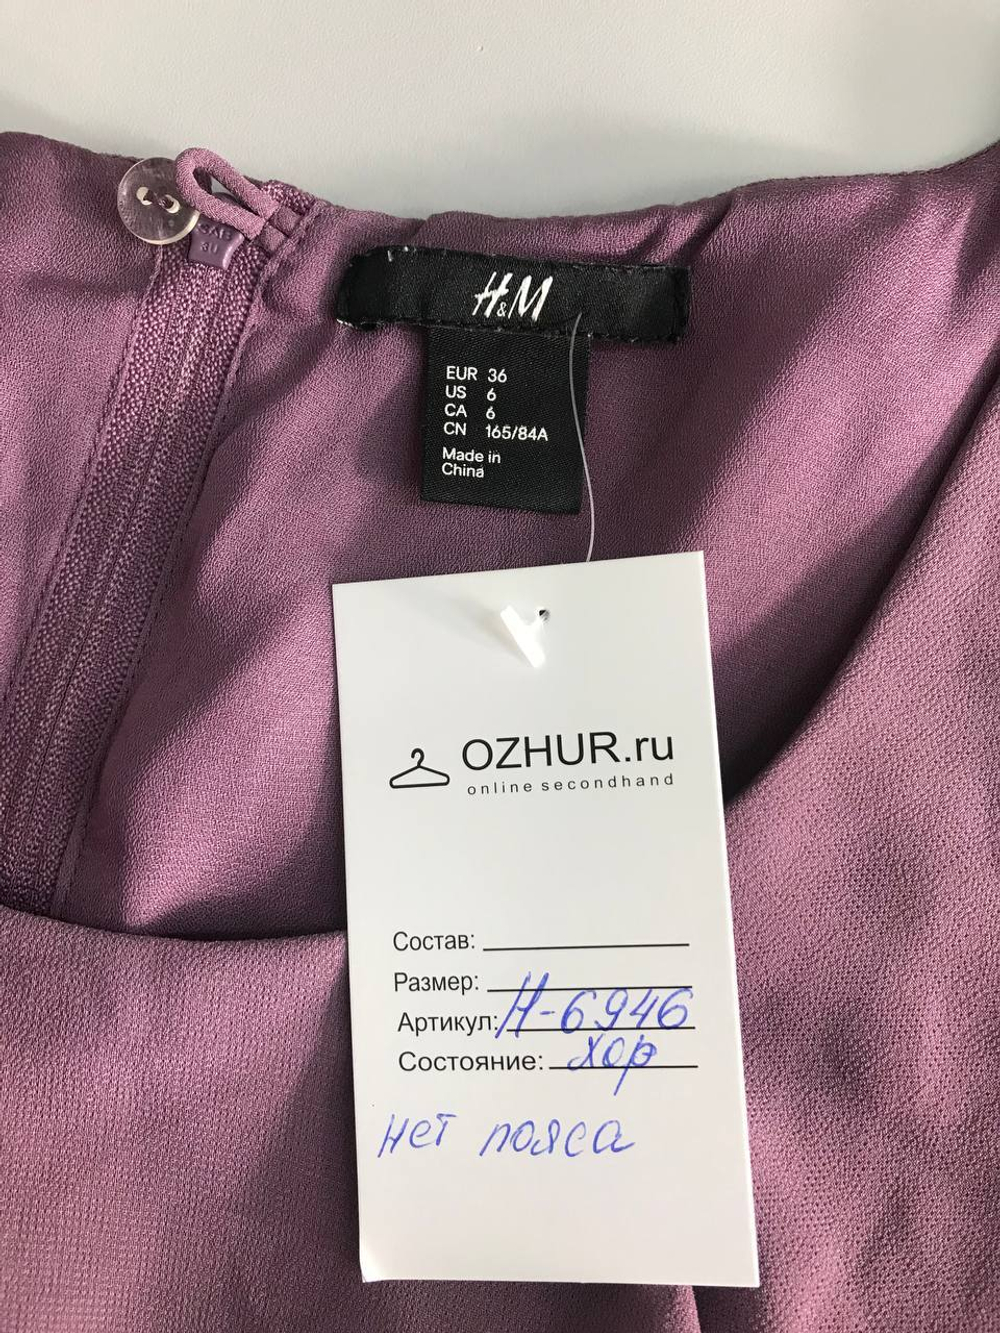 H&M
EUR 36
US 6
CA 6
CN 165/84A
Made in
China
OZHUR.ru
online secondhand
Состав:
Размер:
Артикул: Н-6946
Состояние: хор
нет пояса